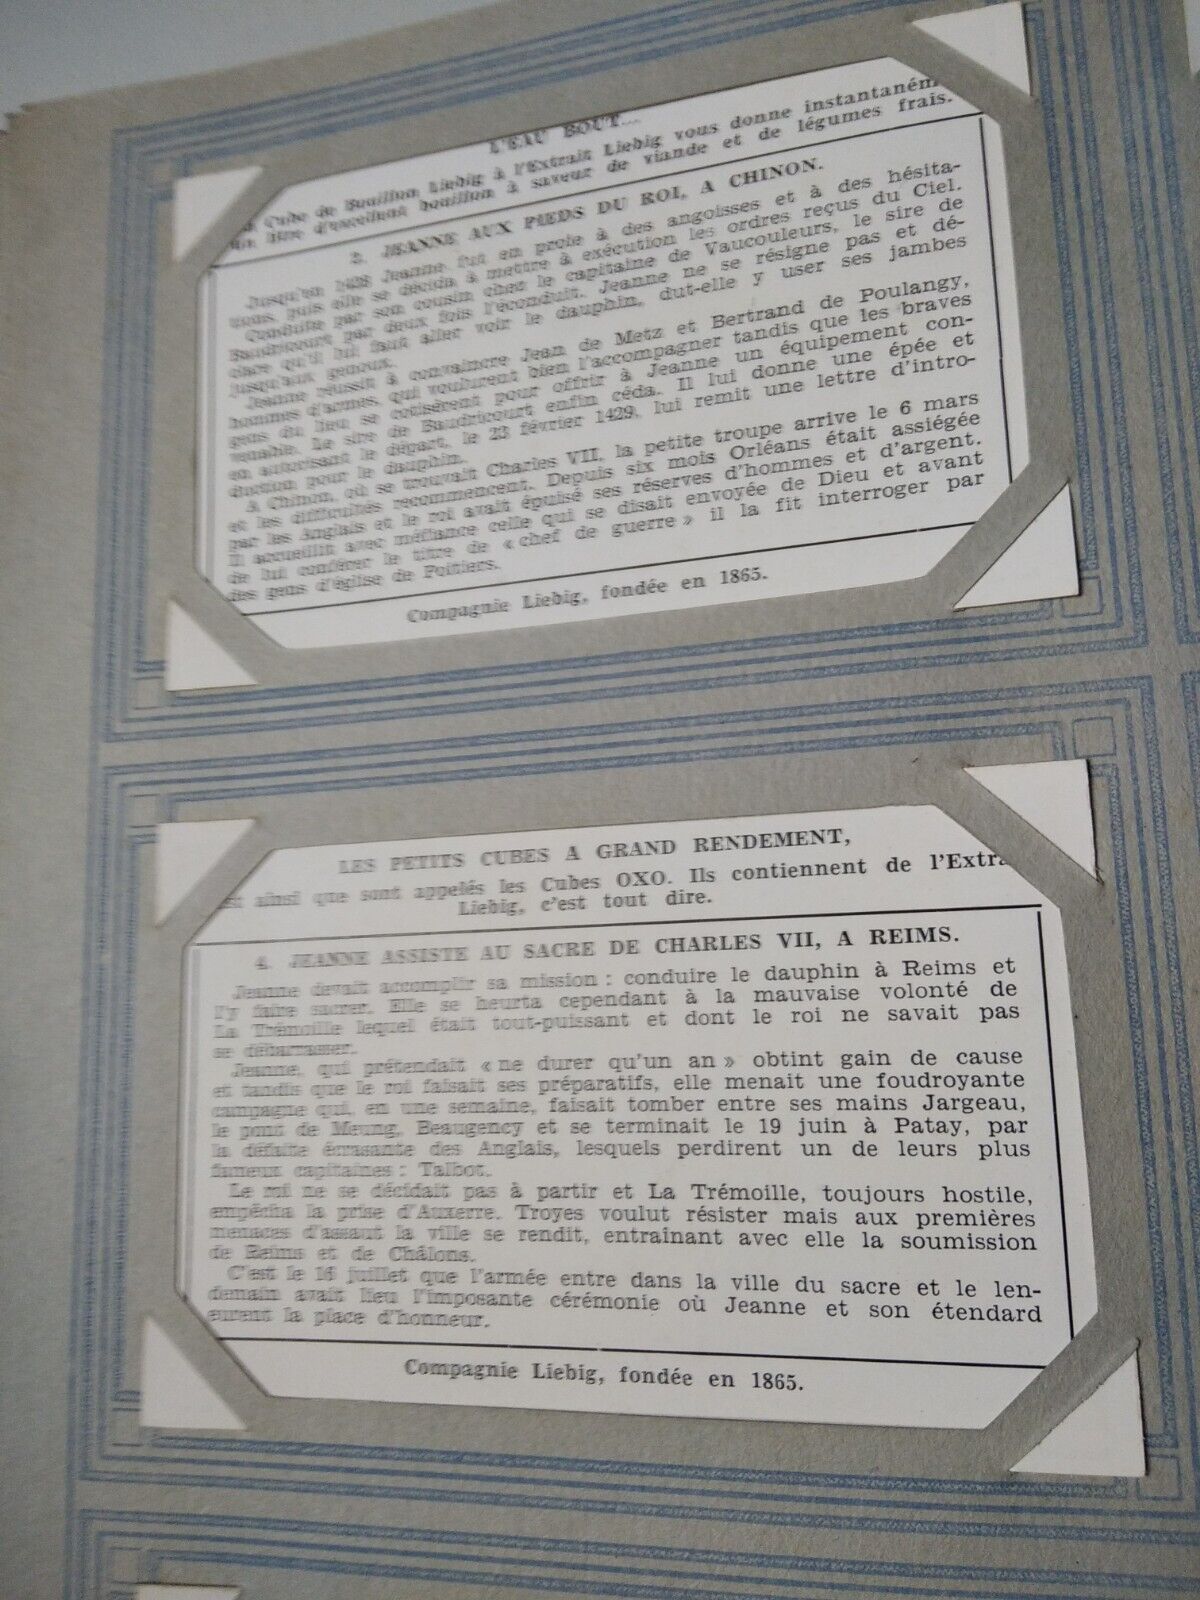 L'EAU BOUT...
Cube de Bouillon Liebig à l'Extrait Liebig vous donne instantaném
un litre d'excellent bouillon à saveur de viande et de légumes frais.
2. JEANNE AUX PIEDS DU ROI, A CHINON.
Jusqu'en 1428 Jeanne fut en proie à des angoisses et à des hésita-
tions, puis elle se décida à mettre à exécution les ordres reçus du Ciel.
Conduite par son cousin chez le capitaine de Vaucouleurs, le sire de
Baudricourt par deux fois l'éconduit. Jeanne ne se résigne pas et dé-
clare qu'il lui faut aller voir le dauphin, dut-elle y user ses jambes
jusqu'aux genoux.
Jeanne réussit à convaincre Jean de Metz et Bertrand de Poulangy,
hommes d'armes, qui voulurent bien l'accompagner tandis que les braves
gens du lieu se cotisèrent pour offrir à Jeanne un équipement con-
venable. Le sire de Baudricourt enfin céda. Il lui donne une épée et
en autorisant le départ, le 23 février 1429, lui remit une lettre d'intro-
duction pour le dauphin.
A Chinon, où se trouvait Charles VII, la petite troupe arrive le 6 mars
et les difficultés recommencent. Depuis six mois Orléans était assiégée
par les Anglais et le roi avait épuisé ses réserves d'hommes et d'argent.
Il accueillit avec méfiance celle qui se disait envoyée de Dieu et avant
de lui conférer le titre de « chef de guerre » il la fit interroger par
des gens d'église de Poitiers.
Compagnie Liebig, fondée en 1865.
LES PETITS CUBES A GRAND RENDEMENT,
st ainsi que sont appelés les Cubes OXO. Ils contiennent de l'Extra
Liebig, c'est tout dire.
4. JEANNE ASSISTE AU SACRE DE CHARLES VII, A REIMS.
Jeanne devait accomplir sa mission : conduire le dauphin à Reims et
l'y faire sacrer. Elle se heurta cependant à la mauvaise volonté de
La Trémoille lequel était tout-puissant et dont le roi ne savait pas
se débarrasser.
Jeanne, qui prétendait « ne durer qu'un an » obtint gain de cause
et tandis que le roi faisait ses préparatifs, elle menait une foudroyante
campagne qui, en une semaine, faisait tomber entre ses mains Jargeau,
le pont de Meung, Beaugency et se terminait le 19 juin à Patay, par
la défaite écrasante des Anglais, lesquels perdirent un de leurs plus
fameux capitaines : Talbot.
Le roi ne se décidait pas à partir et La Trémoille, toujours hostile,
empêcha la prise d'Auxerre. Troyes voulut résister mais aux premières
menaces d'assaut la ville se rendit, entraînant avec elle la soumission
de Reims et de Châlons.
C'est le 16 juillet que l'armée entre dans la ville du sacre et le len-
demain avait lieu l'imposante cérémonie où Jeanne et son étendard
eurent la place d'honneur.
Compagnie Liebig, fondée en 1865.